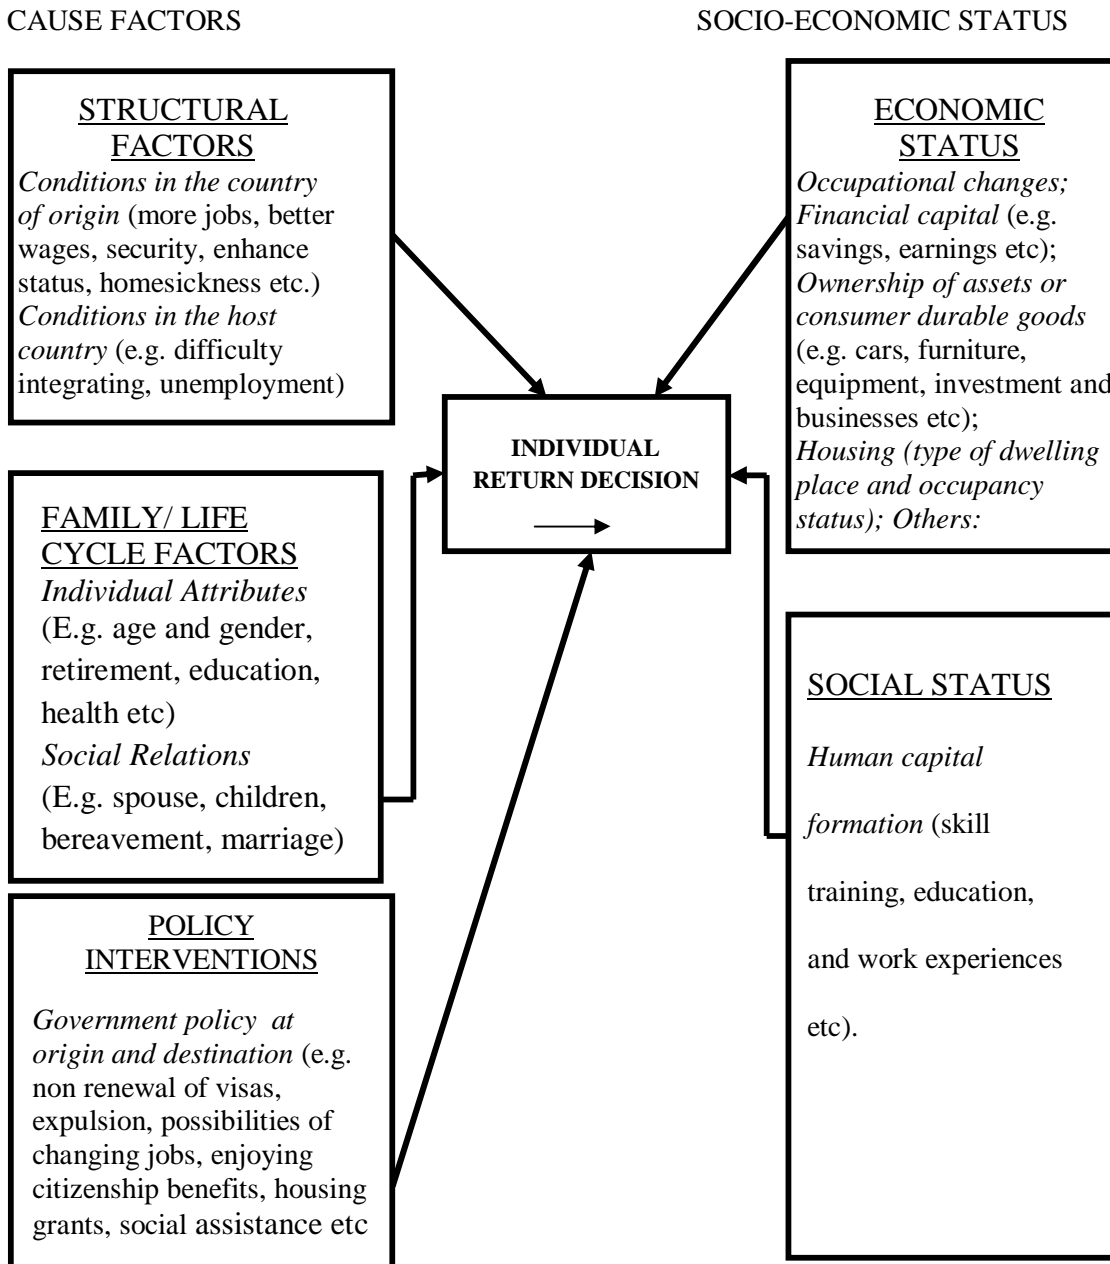 CAUSE FACTORS
SOCIO-ECONOMIC STATUS
STRUCTURAL
FACTORS
Conditions in the country
of origin (more jobs, better
wages, security, enhance
status, homesickness etc.)
Conditions in the host
country (e.g. difficulty
integrating, unemployment)
FAMILY/ LIFE
CYCLE FACTORS
Individual Attributes
(E.g. age and gender,
retirement, education,
health etc)
Social Relations
(E.g. spouse, children,
bereavement, marriage)
POLICY
INTERVENTIONS
Government policy at
origin and destination (e.g.
non renewal of visas,
expulsion, possibilities of
changing jobs, enjoying
citizenship benefits, housing
grants, social assistance etc
INDIVIDUAL
RETURN DECISION
ECONOMIC
STATUS
Occupational changes;
Financial capital (e.g.
savings, earnings etc);
Ownership of assets or
consumer durable goods
(e.g. cars, furniture,
equipment, investment and
businesses etc);
Housing (type of dwelling
place and occupancy
status); Others:
SOCIAL STATUS
Human capital
formation (skill
training, education,
and work experiences
etc).